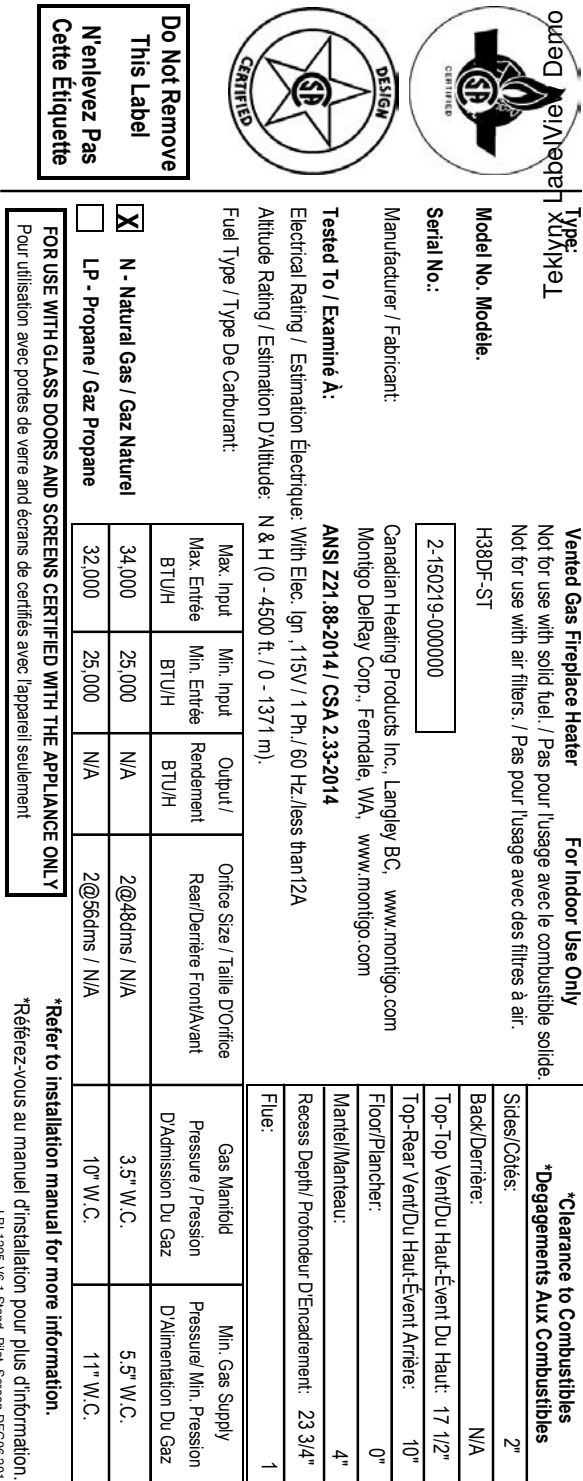 Teklynx Labelview Demo
CERTIFIED
SA
DESIGN
SA
CERTIFIED
Do Not Remove
This Label
N'enlevez Pas
Cette Étiquette
Type:
Vented Gas Fireplace Heater For Indoor Use Only
Not for use with solid fuel. / Pas pour l'usage avec le combustible solide.
Not for use with air filters. / Pas pour l'usage avec des filtres à air.
Model No. Modèle. H38DF-ST
Serial No.: 2-150219-000000
Manufacturer / Fabricant: Canadian Heating Products Inc., Langley BC, www.montigo.com
Montigo DelRay Corp., Ferndale, WA, www.montigo.com
Tested To / Examiné À: ANSI Z21.88-2014 / CSA 2.33-2014
Electrical Rating / Estimation Électrique: With Elec. Ign ,115V / 1 Ph./ 60 Hz./less than12A
Altitude Rating / Estimation D'Altitude: N & H (0 - 4500 ft. / 0 - 1371 m).
*Clearance to Combustibles
*Degagements Aux Combustibles
Sides/Côtés: 2"
Back/Derrière: N/A
Top-Top Vent/Du Haut-Évent Du Haut: 17 1/2"
Top-Rear Vent/Du Haut-Évent Arrière: 10"
Floor/Plancher: 0"
Mantel/Manteau: 4"
Recess Depth/ Profondeur D'Encadrement: 23 3/4"
Flue: 1
Fuel Type / Type De Carburant:
Max. Input
Max. Entrée
BTU/H
Min. Input
Min. Entrée
BTU/H
Output /
Rendement
BTU/H
Orifice Size / Taille D'Orifice
Rear/Derrière Front/Avant
Gas Manifold
Pressure / Pression
D'Admission Du Gaz
Min. Gas Supply
Pressure/ Min. Pression
D'Alimentation Du Gaz
X N - Natural Gas / Gaz Naturel 34,000 25,000 N/A 2@48dms / N/A 3.5" W.C. 5.5" W.C.
LP - Propane / Gaz Propane 32,000 25,000 N/A 2@56dms / N/A 10" W.C. 11" W.C.
FOR USE WITH GLASS DOORS AND SCREENS CERTIFIED WITH THE APPLIANCE ONLY
Pour utilisation avec portes de verre and écrans de certifiés avec l'appareil seulement
*Refer to installation manual for more information.
*Référez-vous au manuel d'installation pour plus d'information.